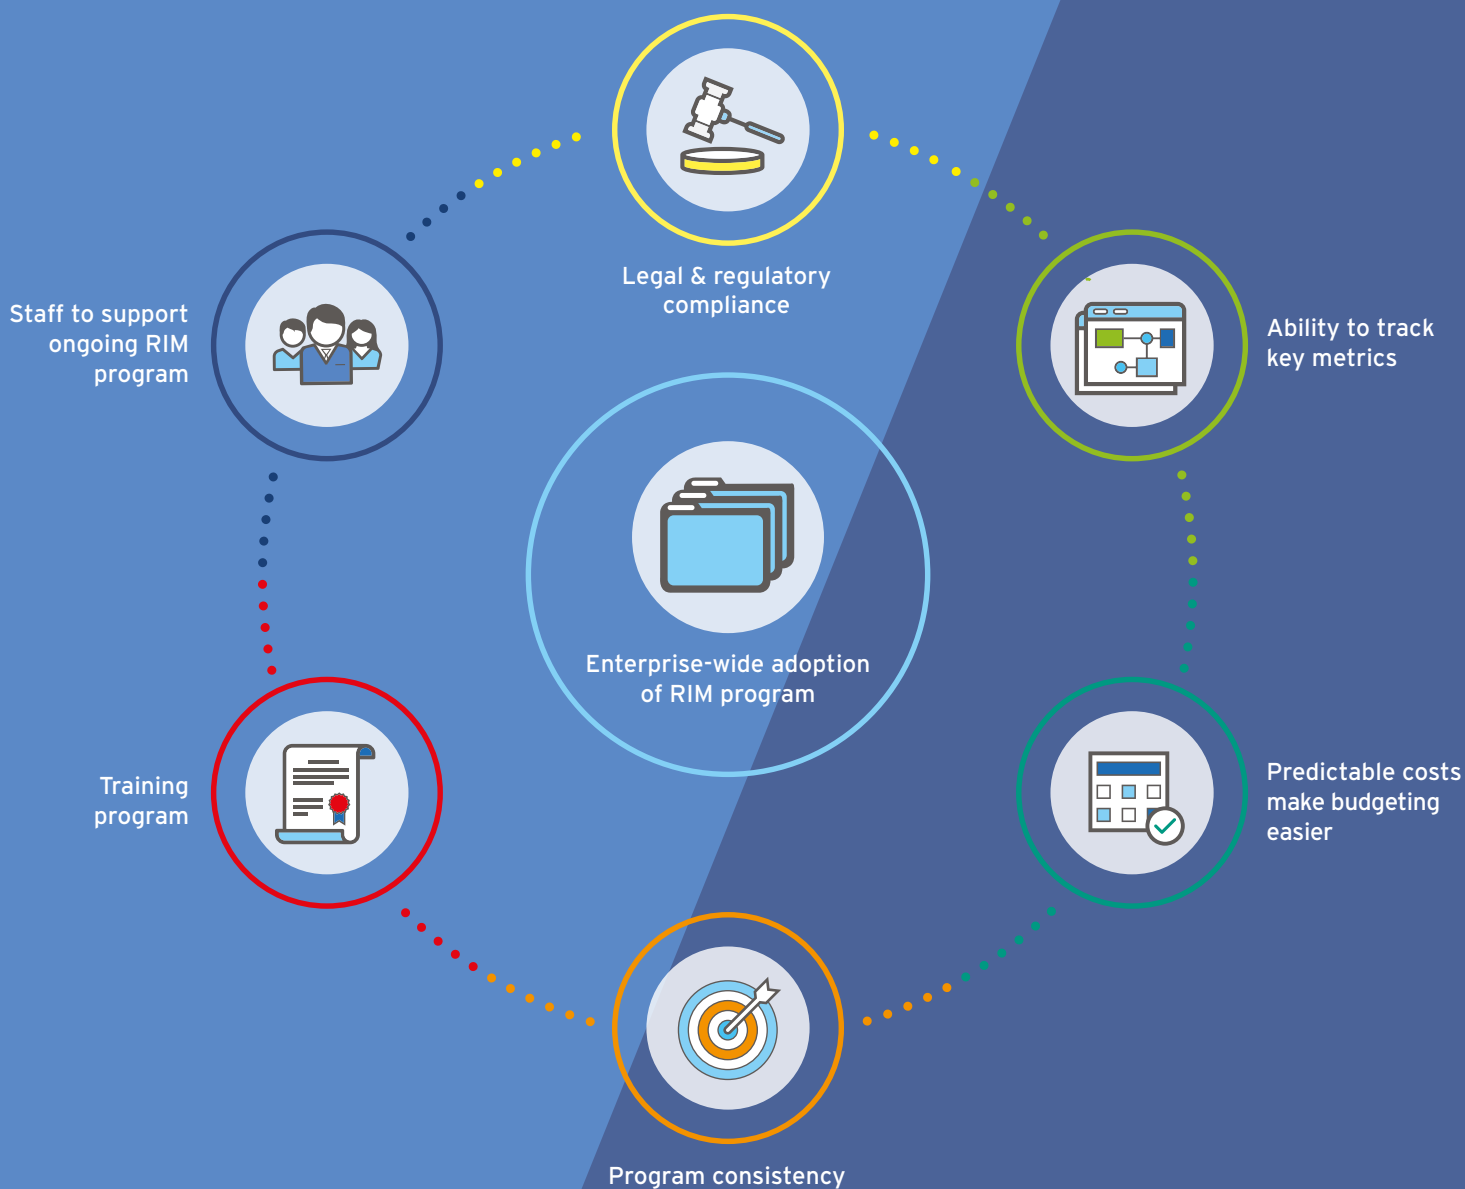 Legal & regulatory
compliance
Staff to support
ongoing RIM
program
Ability to track
key metrics
Enterprise-wide adoption
of RIM program
Training
program
Predictable costs
make budgeting
easier
Program consistency